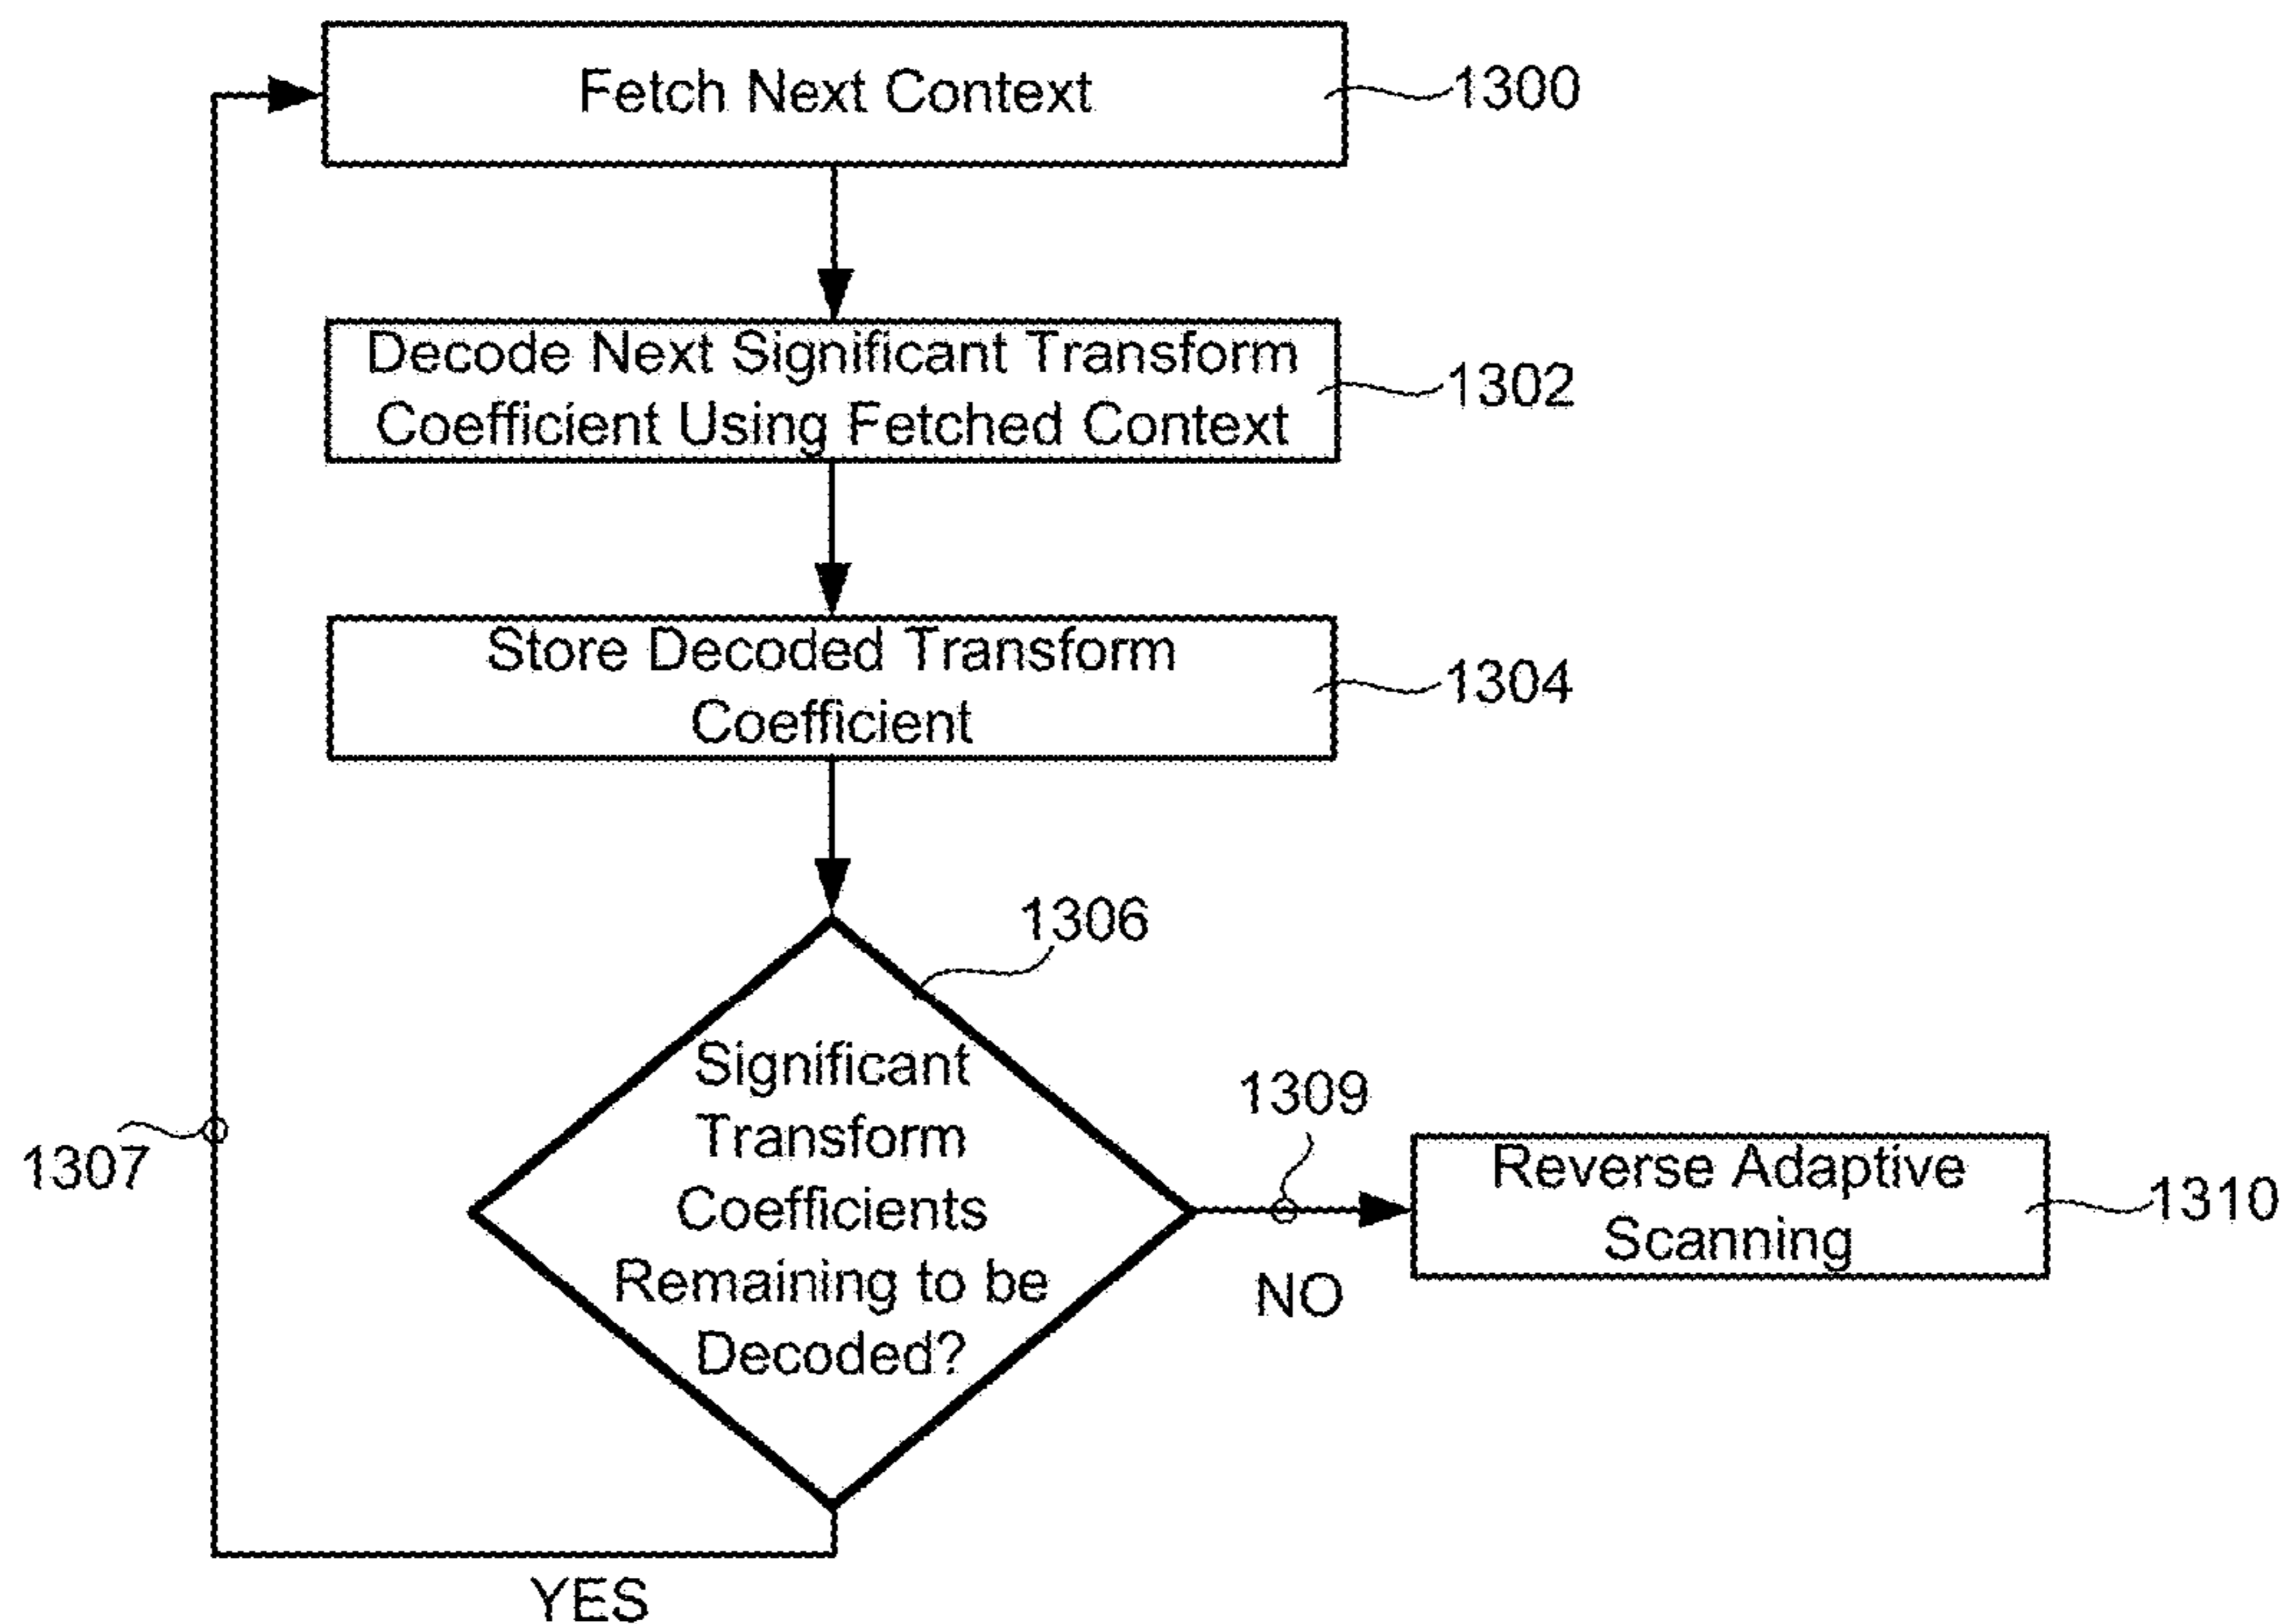 Fetch Next Context
1300
Decode Next Significant Transform
Coefficient Using Fetched Context
1302
Store Decoded Transform
Coefficient
1304
1306
Significant
Transform
Coefficients
Remaining to be
Decoded?
1307
1309
NO
Reverse Adaptive
Scanning
1310
YES